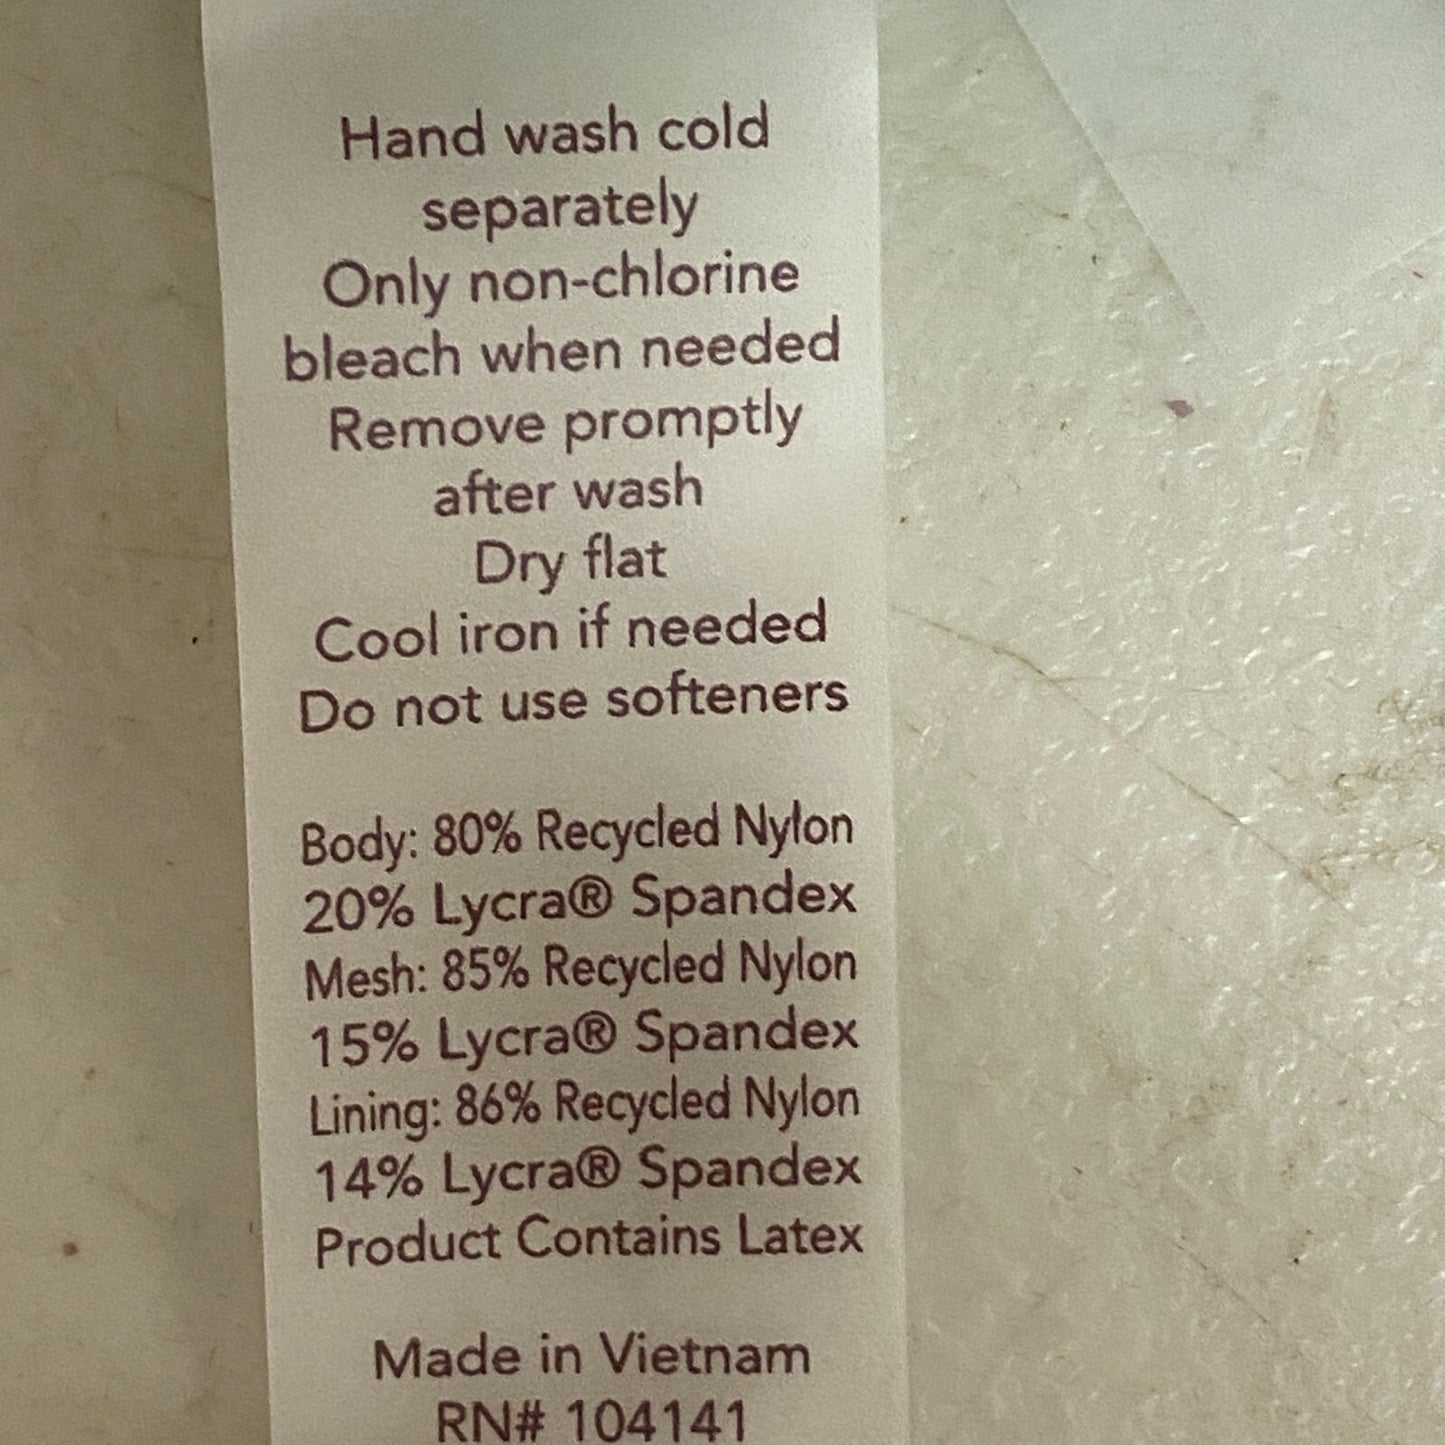 Hand wash cold
separately
Only non-chlorine
bleach when needed
Remove promptly
after wash
Dry flat
Cool iron if needed
Do not use softeners
Body: 80% Recycled Nylon
20% Lycra® Spandex
Mesh: 85% Recycled Nylon
15% Lycra® Spandex
Lining: 86% Recycled Nylon
14% Lycra® Spandex
Product Contains Latex
Made in Vietnam
RN# 104141